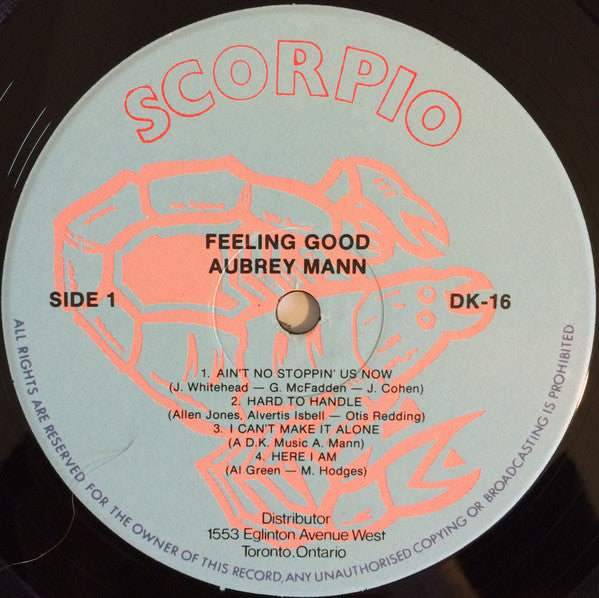 SCORPIO
FEELING GOOD
AUBREY MANN
SIDE 1
DK-16
1. AIN'T NO STOPPIN' US NOW
(J. Whitehead — G. McFadden — J. Cohen)
2. HARD TO HANDLE
(Allen Jones, Alvertis Isbell — Otis Redding)
3. I CAN'T MAKE IT ALONE
(A D.K. Music A. Mann)
4. HERE I AM
(Al Green — M. Hodges)
Distributor
1553 Eglinton Avenue West
Toronto, Ontario
ALL RIGHTS ARE RESERVED FOR THE OWNER OF THIS RECORD, ANY UNAUTHORISED COPYING OR BROADCASTING IS PROHIBITED